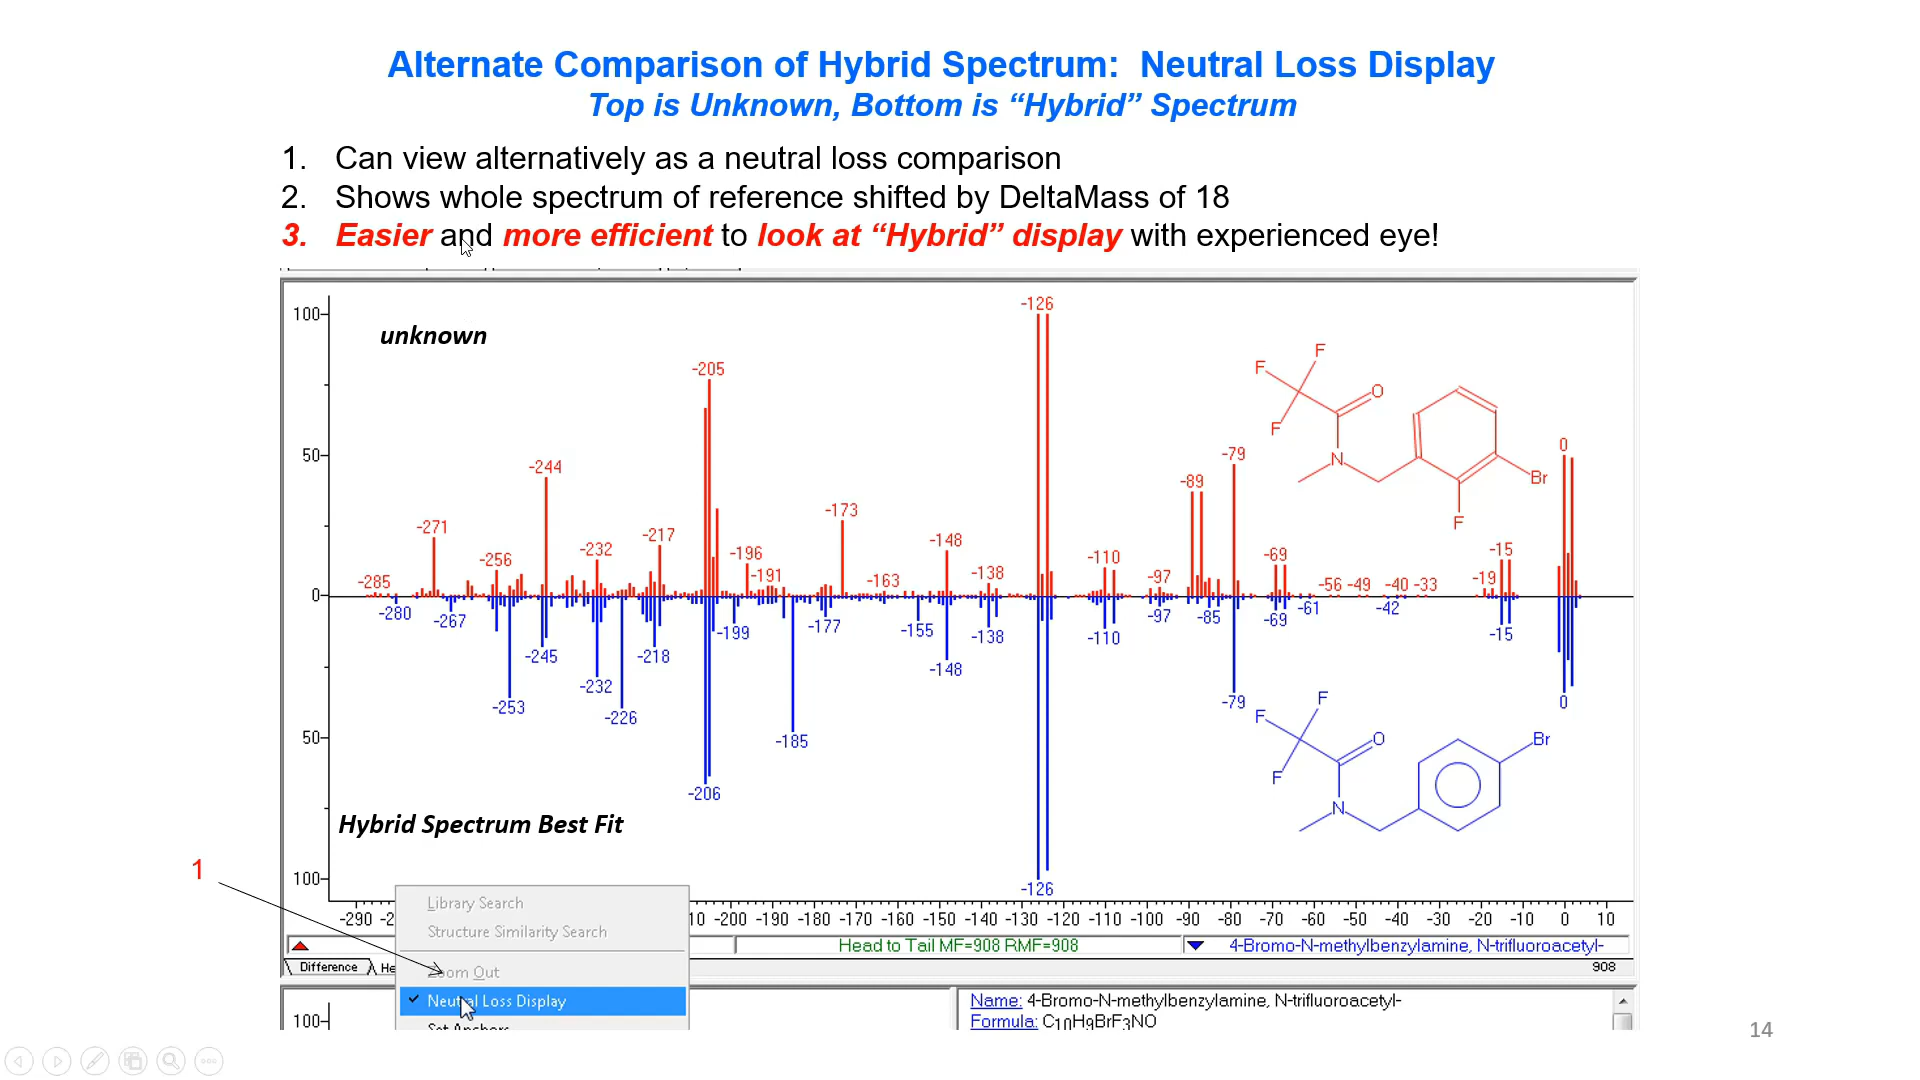 Alternate Comparison of Hybrid Spectrum:  Neutral Loss Display
Top is Unknown, Bottom is “Hybrid” Spectrum
1. Can view alternatively as a neutral loss comparison
2. Shows whole spectrum of reference shifted by DeltaMass of 18
3. Easier and more efficient to look at “Hybrid” display with experienced eye!
100
unknown
-126
-205
F
F
O
F
50
-244
-79
0
N
Br
-89
F
-271
-173
-217
-256
-232
-196
-148
-110
-69
-15
-285
-191
-163
-138
-97
-56 -49 -40 -33
-19
0
-280
-267
-199
-177
-155
-138
-110
-97
-85
-69
-61
-42
-15
-245
-218
-148
-232
-253
-226
-79
0
F
F
50
-185
O
Br
F
-206
N
Hybrid Spectrum Best Fit
1
100
-126
-290 -2
10 -200 -190 -180 -170 -160 -150 -140 -130 -120 -110 -100 -90 -80 -70 -60 -50 -40 -30 -20 -10 0 10
Library Search
Structure Similarity Search
Zoom Out
Neutral Loss Display
Set Anchors
Head to Tail MF=908 RMF=908
4-Bromo-N-methylbenzylamine, N-trifluoroacetyl-
Difference
He
908
100
Name: 4-Bromo-N-methylbenzylamine, N-trifluoroacetyl-
Formula: C10H9BrF3NO
14